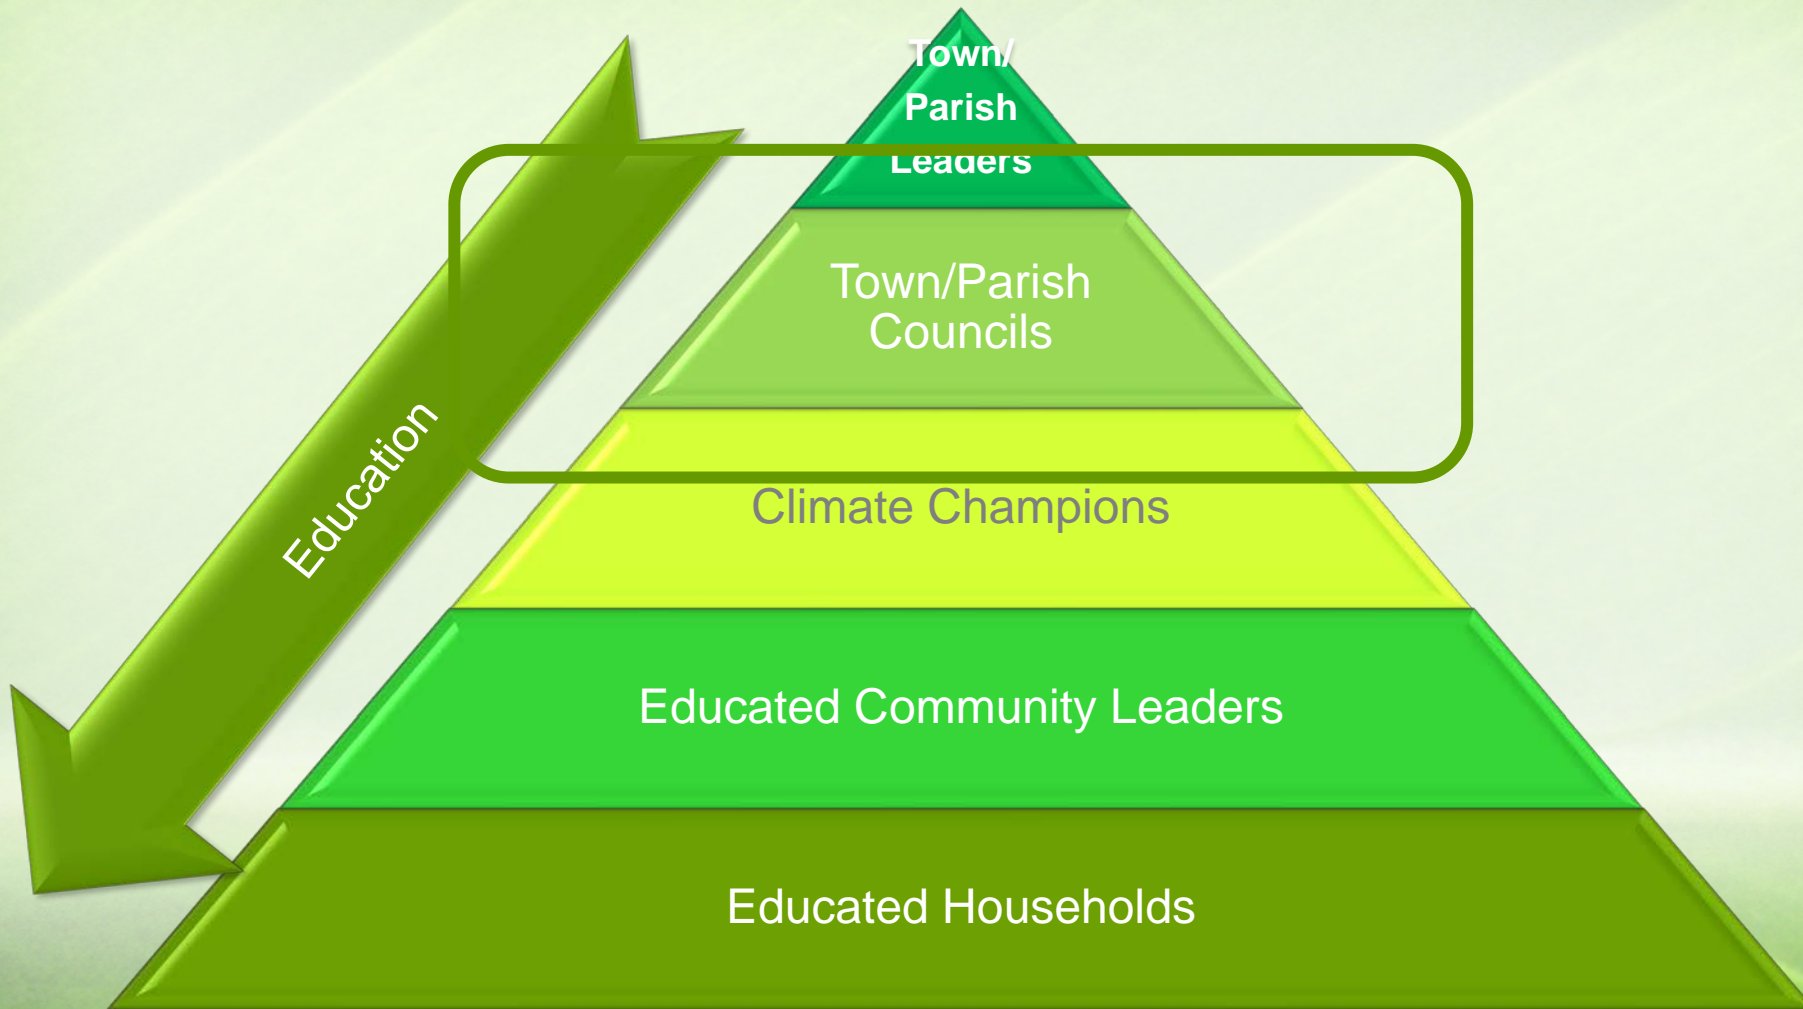 Town/
Parish
Leaders
Town/Parish
Councils
Education
Climate Champions
Educated Community Leaders
Educated Households